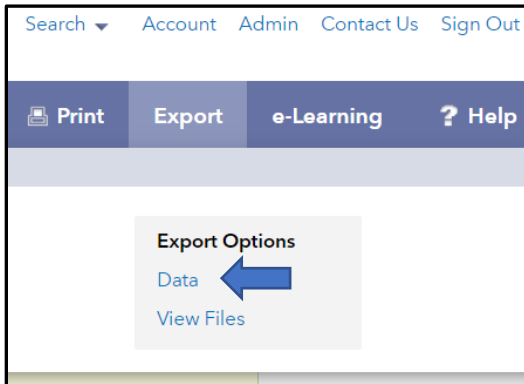 Search Account Admin Contact Us Sign Out
Print Export e-Learning ? Help
Export Options
Data
View Files